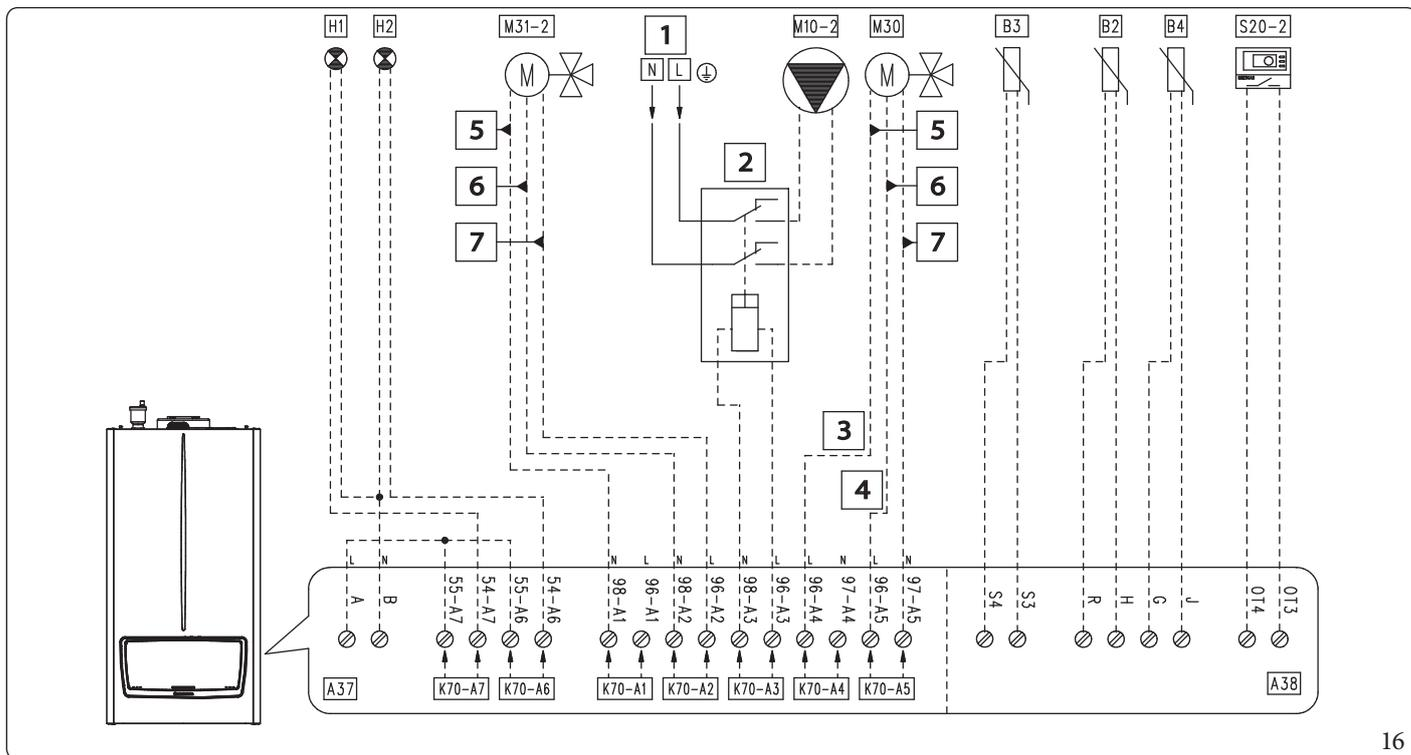 H1 H2 M31-2 1 M10-2 M30 B3 B2 B4 S20-2
N L
M M
5 5
2
6 6
7 7
3
4
L N N L N L N L L N L N
A B 55-A7 54-A7 55-A6 54-A6 98-A1 96-A1 98-A2 96-A2 98-A3 96-A3 96-A4 97-A4 96-A5 97-A5 S4 S3 R H G J OT4 OT3
A37 K70-A7 K70-A6 K70-A1 K70-A2 K70-A3 K70-A4 K70-A5 A38
16